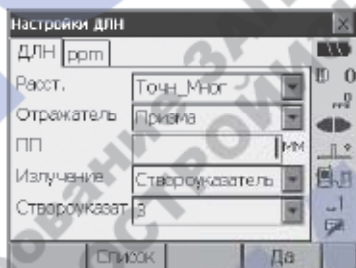 Настройки ДЛН
ДЛН ppm
Расст. Точн_Мног
Отражатель Призма
ПП мм
Излучение Створоуказатель
Створоуказат 3
Список Да